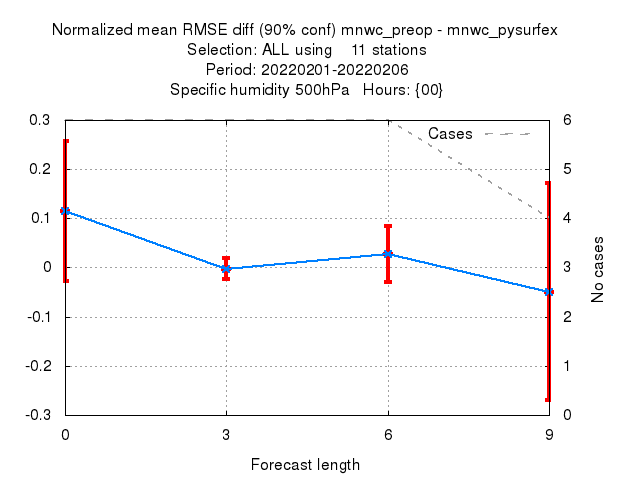 Normalized mean RMSE diff (90% conf) mnwc_preop - mnwc_pysurfex
Selection: ALL using    11 stations
Period: 20220201-20220206
Specific humidity 500hPa   Hours: {00}
Cases
0.3
0.2
0.1
0
-0.1
-0.2
-0.3
6
5
4
3
2
1
0
No cases
0 3 6 9
Forecast length